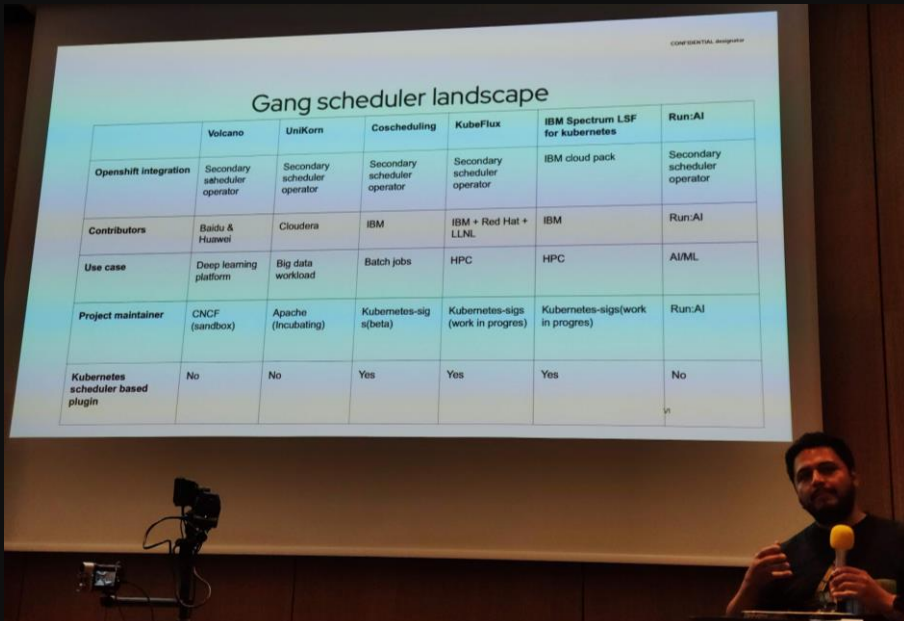 CONFIDENTIAL designator
Gang scheduler landscape
Volcano
UniKorn
Coscheduling
KubeFlux
IBM Spectrum LSF
for kubernetes
Run:AI
Openshift integration
Secondary
scheduler
operator
Secondary
scheduler
operator
Secondary
scheduler
operator
Secondary
scheduler
operator
IBM cloud pack
Secondary
scheduler
operator
Contributors
Baidu &
Huawei
Cloudera
IBM
IBM + Red Hat +
LLNL
IBM
Run:AI
Use case
Deep learning
platform
Big data
workload
Batch jobs
HPC
HPC
AI/ML
Project maintainer
CNCF
(sandbox)
Apache
(Incubating)
Kubernetes-sig
s(beta)
Kubernetes-sigs
(work in progres)
Kubernetes-sigs(work
in progres)
Run:AI
Kubernetes
scheduler based
plugin
No
No
Yes
Yes
Yes
No